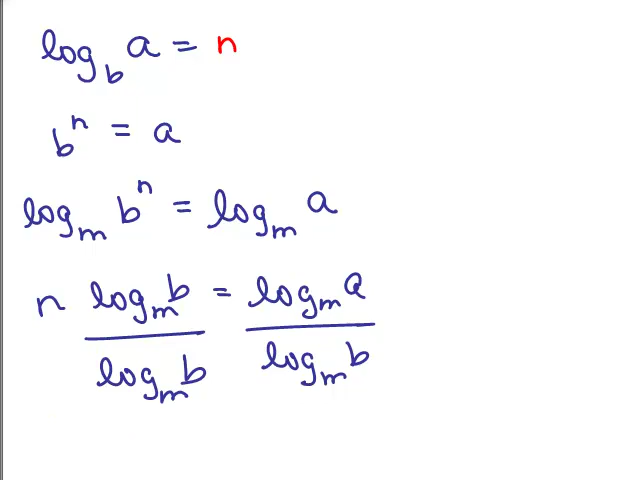 log_b a = n
b^n = a
log_m b^n = log_m a
n log_m b / log_m b = log_m a / log_m b